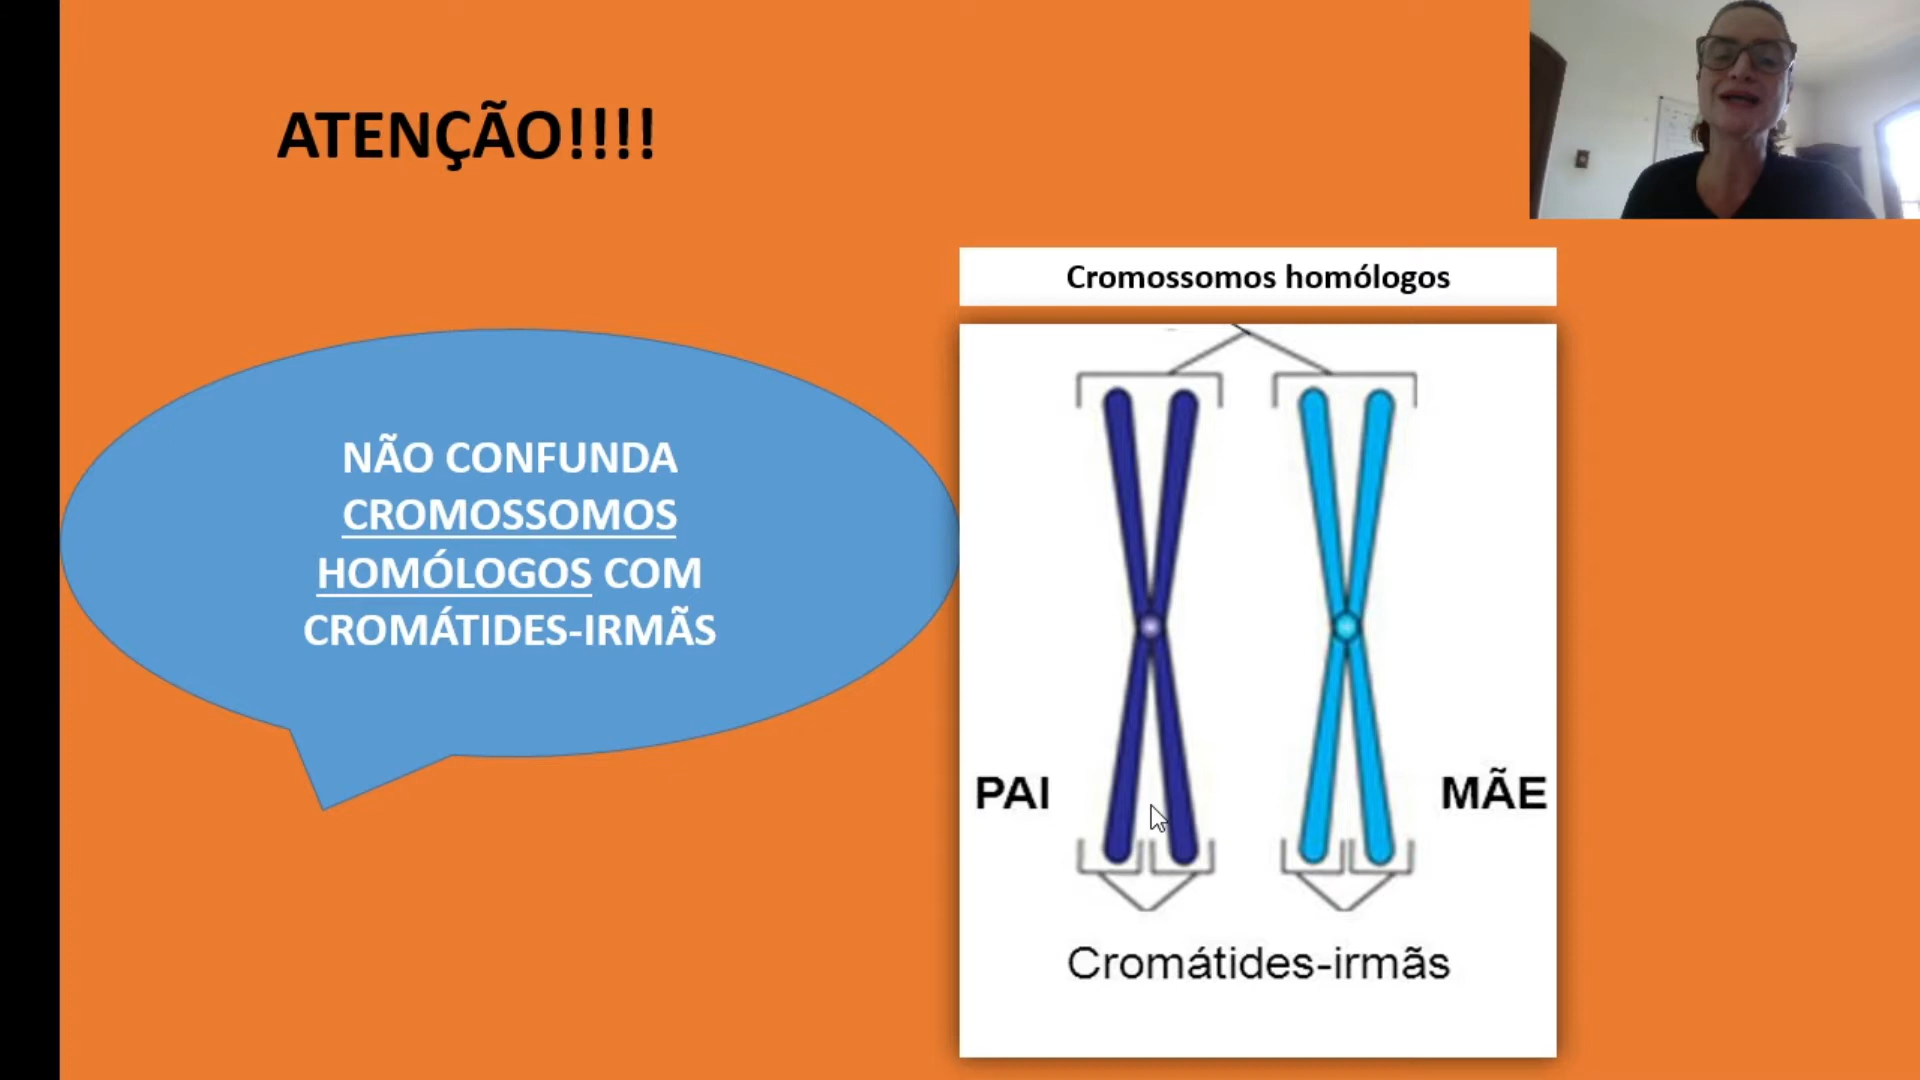 ATENÇÃO!!!!
NÃO CONFUNDA
CROMOSSOMOS
HOMÓLOGOS COM
CROMÁTIDES-IRMÃS
Cromossomos homólogos
PAI
MÃE
Cromátides-irmãs